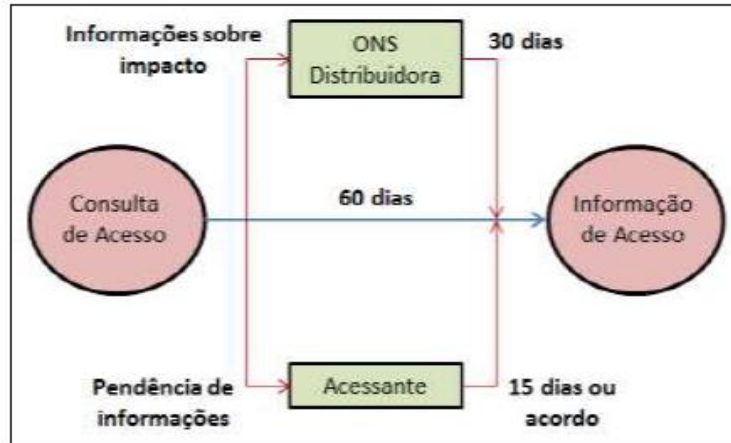 Informações sobre
impacto
ONS
Distribuidora
30 dias
Consulta
de Acesso
60 dias
Informação
de Acesso
Pendência de
informações
Acessante
15 dias ou
acordo